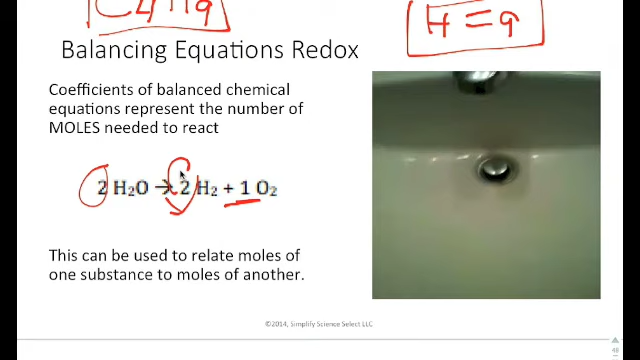 H = 9
Balancing Equations Redox
Coefficients of balanced chemical
equations represent the number of
MOLES needed to react
2 H₂O → 2 H₂ + 1 O₂
This can be used to relate moles of
one substance to moles of another.
©2014, Simplify Science Select LLC